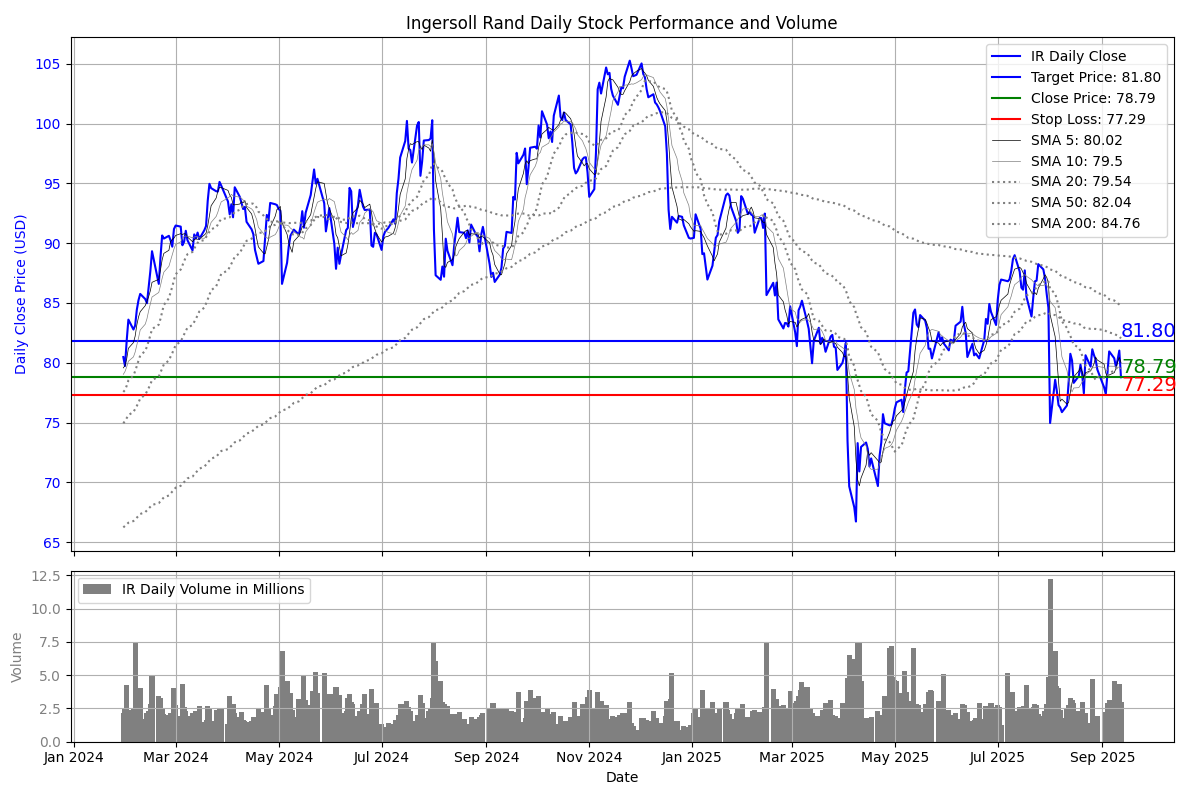 Ingersoll Rand Daily Stock Performance and Volume
Daily Close Price (USD)
105
100
95
90
85
80
75
70
65
IR Daily Close
Target Price: 81.80
Close Price: 78.79
Stop Loss: 77.29
SMA 5: 80.02
SMA 10: 79.5
SMA 20: 79.54
SMA 50: 82.04
SMA 200: 84.76
81.80
78.79
77.29
Volume
12.5
10.0
7.5
5.0
2.5
0.0
IR Daily Volume in Millions
Jan 2024 Mar 2024 May 2024 Jul 2024 Sep 2024 Nov 2024 Jan 2025 Mar 2025 May 2025 Jul 2025 Sep 2025
Date